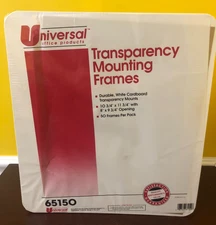 Universal
office products
Transparency
Mounting
Frames
• Durable, White Cardboard
Transparency Mounts
• 10 3/4" x 11 3/4" with
8" x 9 3/4" Opening
• 50 Frames Per Pack
Universal
65150